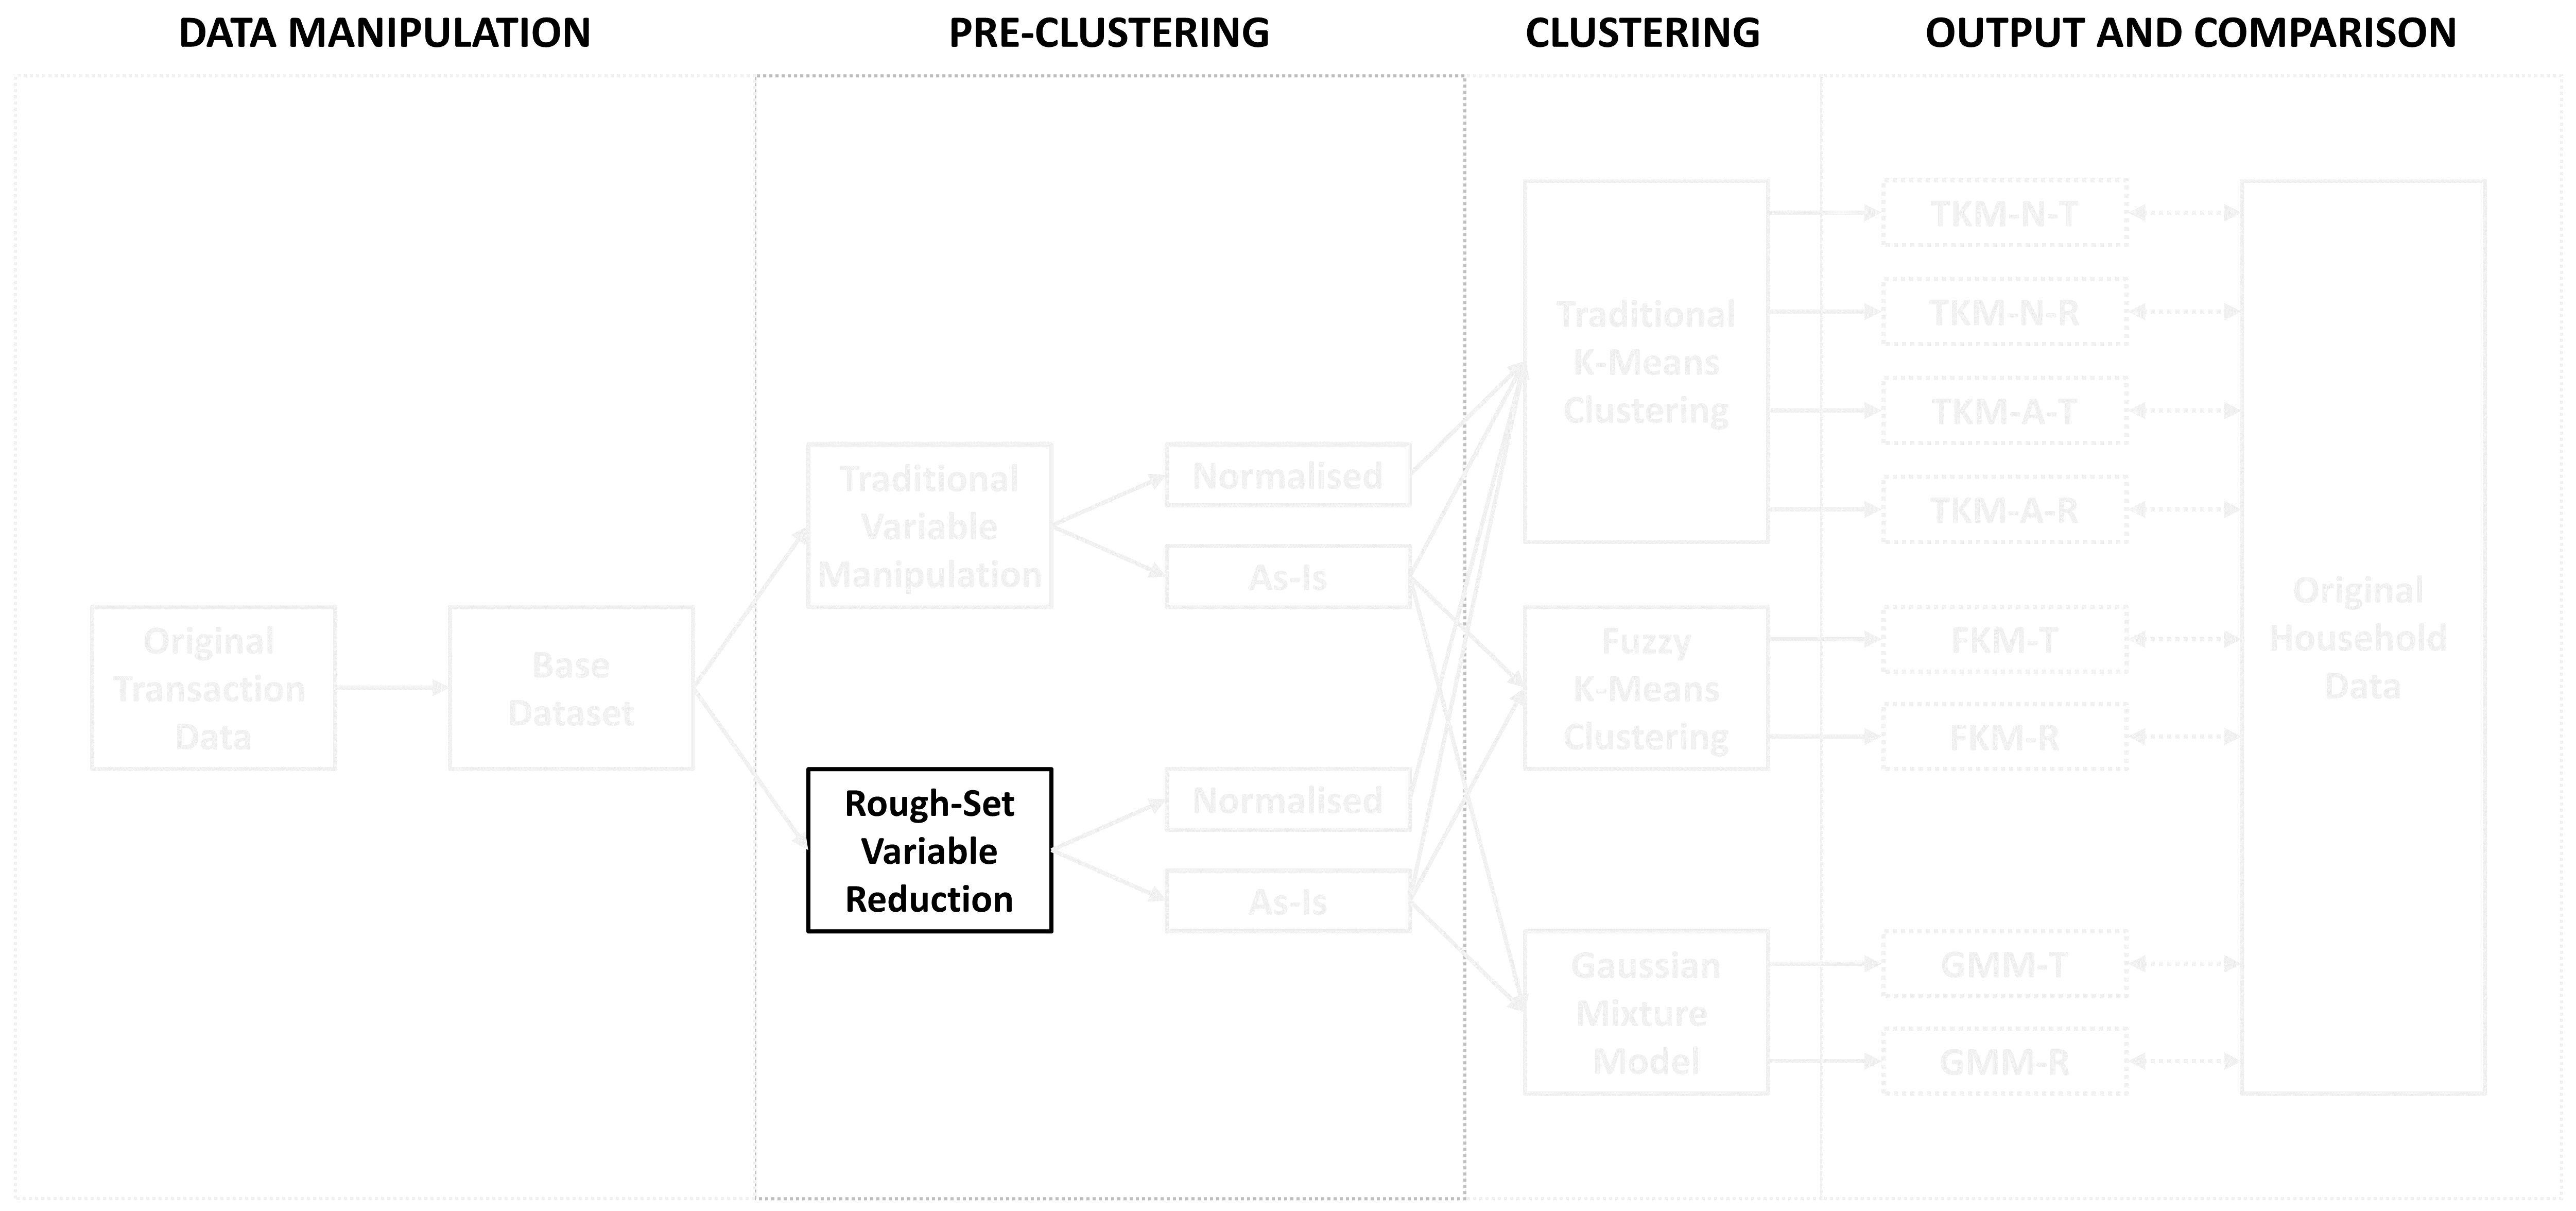 DATA MANIPULATION
PRE-CLUSTERING
CLUSTERING
OUTPUT AND COMPARISON
Original
Transaction
Data
Base
Dataset
Traditional
Variable
Manipulation
Normalised
As-Is
Rough-Set
Variable
Reduction
Normalised
As-Is
Traditional
K-Means
Clustering
Fuzzy
K-Means
Clustering
Gaussian
Mixture
Model
TKM-N-T
TKM-N-R
TKM-A-T
TKM-A-R
FKM-T
FKM-R
GMM-T
GMM-R
Original
Household
Data